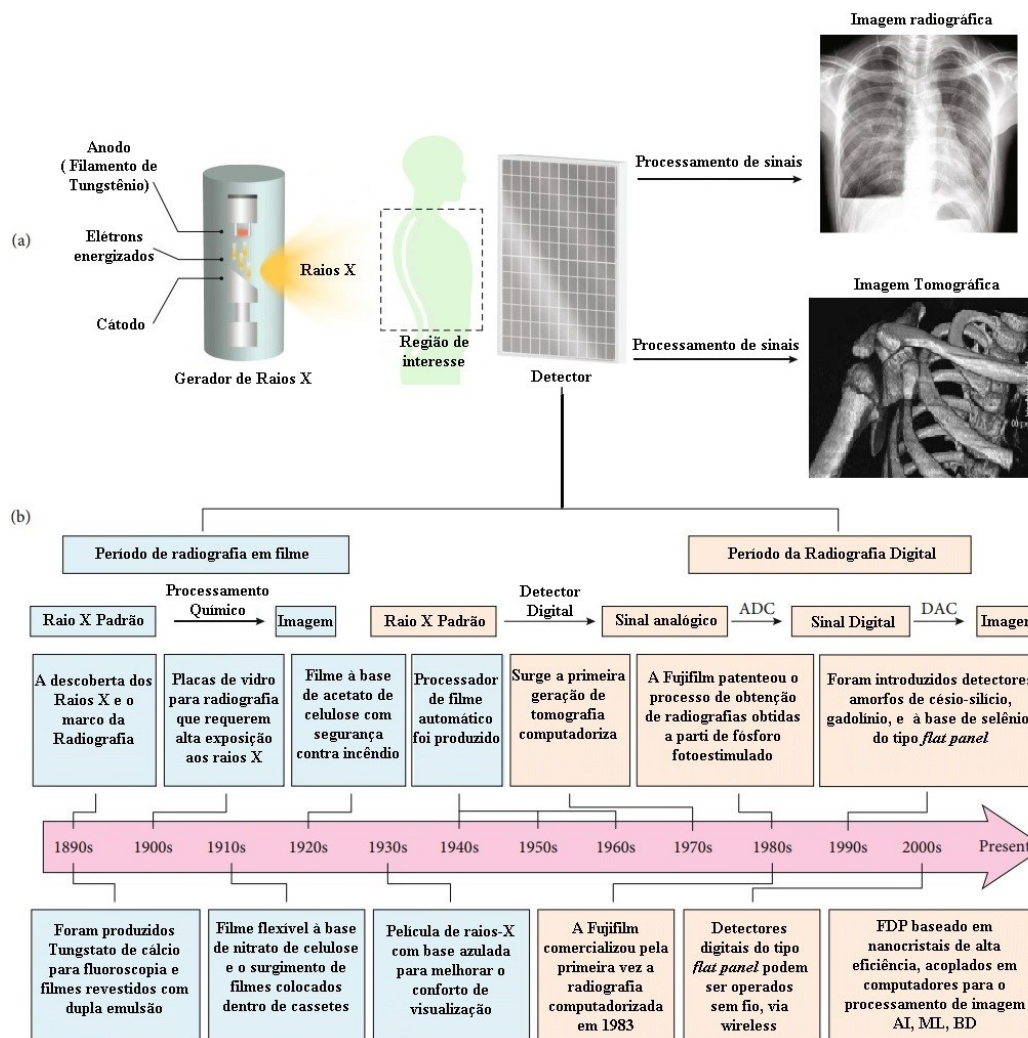 Imagem radiográfica
Anodo
( Filamento de
Tungstênio)
Elétrons
energizados
Cátodo
(a)
Raios X
Gerador de Raios X
Região de
interesse
Detector
Processamento de sinais
Processamento de sinais
Imagem Tomográfica
(b)
Período de radiografia em filme
Período da Radiografia Digital
Raio X Padrão
Processamento
Químico
Imagem
Raio X Padrão
Detector
Digital
Sinal analógico
ADC
Sinal Digital
DAC
Imagem
A descoberta dos
Raios X e o
marco da
Radiografia
Placas de vidro
para radiografia
que requerem
alta exposição
aos raios X
Filme à base
de acetato de
celulose com
segurança
contra incêndio
Processador
de filme
automático
foi produzido
Surge a primeira
geração de
tomografia
computadoriza
A Fujifilm patenteou o
processo de obtenção
de radiografias obtidas
a parti de fósforo
fotoestimulado
Foram introduzidos detectores
amorfos de césio-silício,
gadolínio, e à base de selênio
do tipo flat panel
1890s 1900s 1910s 1920s 1930s 1940s 1950s 1960s 1970s 1980s 1990s 2000s Present
Foram produzidos
Tungstato de cálcio
para fluoroscopia e
filmes revestidos com
dupla emulsão
Filme flexível à base
de nitrato de celulose
e o surgimento de
filmes colocados
dentro de cassetes
Película de raios-X
com base azulada
para melhorar o
conforto de
visualização
A Fujifilm
comercializou pela
primeira vez a
radiografia
computadorizada
em 1983
Detectores
digitais do tipo
flat panel podem
ser operados
sem fio, via
wireless
FDP baseado em
nanocristais de alta
eficiência, acoplados em
computadores para o
processamento de imagem
AI, ML, BD